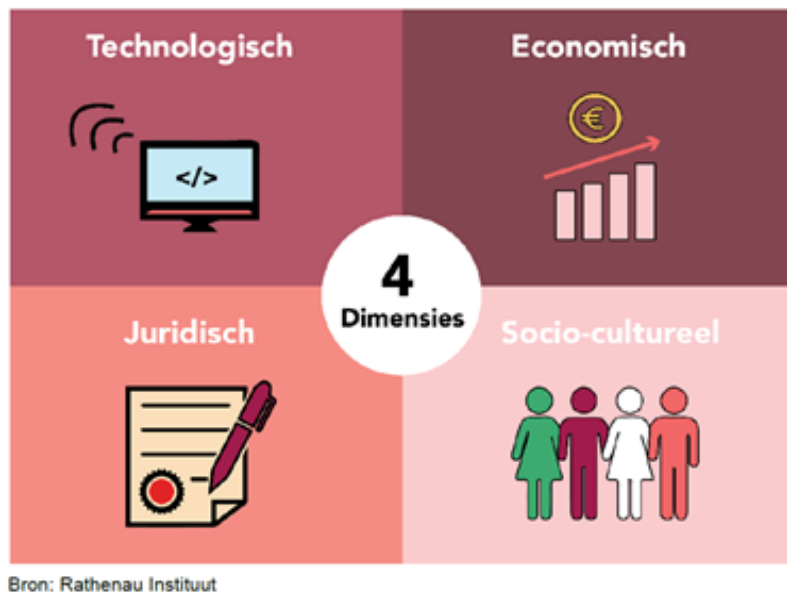 Technologisch
Economisch
</>
€
4
Dimensies
Juridisch
Socio-cultureel
Bron: Rathenau Instituut